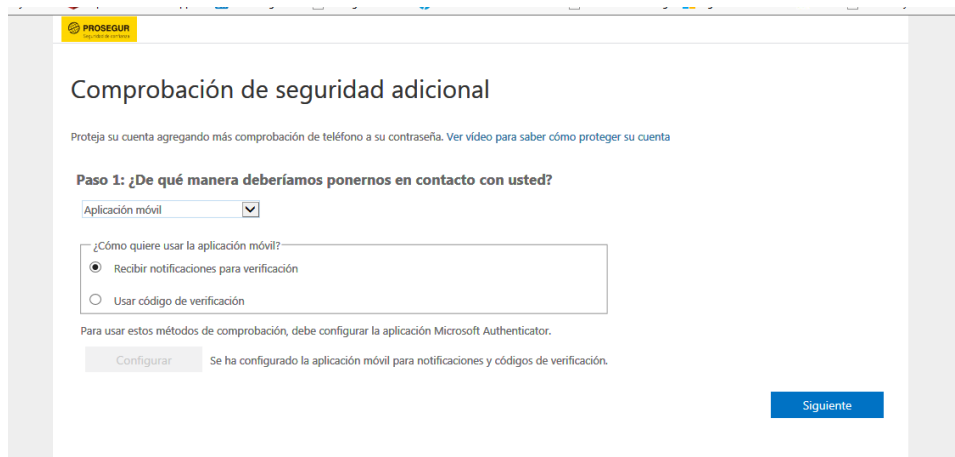 PROSEGUR
Seguridad de confianza
Comprobación de seguridad adicional
Proteja su cuenta agregando más comprobación de teléfono a su contraseña. Ver vídeo para saber cómo proteger su cuenta
Paso 1: ¿De qué manera deberíamos ponernos en contacto con usted?
Aplicación móvil
¿Cómo quiere usar la aplicación móvil?
Recibir notificaciones para verificación
Usar código de verificación
Para usar estos métodos de comprobación, debe configurar la aplicación Microsoft Authenticator.
Configurar Se ha configurado la aplicación móvil para notificaciones y códigos de verificación.
Siguiente